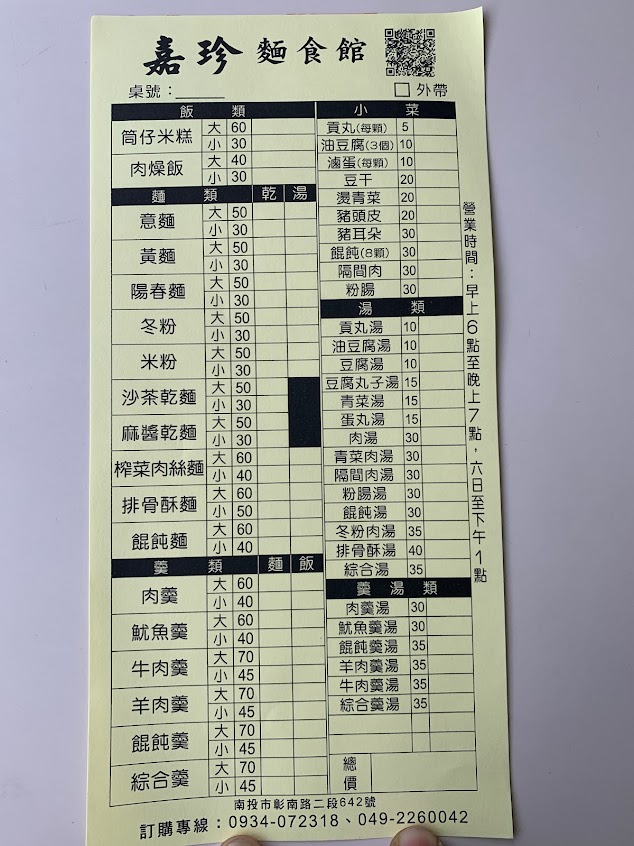 嘉珍麵食館
桌號：
□ 外帶
飯 類
筒仔米糕 大 60
小 30
肉燥飯 大 40
小 30
麵 類 乾 湯
意麵 大 50
小 30
黃麵 大 50
小 30
陽春麵 大 50
小 30
冬粉 大 50
小 30
米粉 大 50
小 30
沙茶乾麵 大 50
小 30
麻醬乾麵 大 50
小 30
榨菜肉絲麵 大 60
小 40
排骨酥麵 大 60
小 50
餛飩麵 大 60
小 40
羹 類 麵 飯
肉羹 大 60
小 40
魷魚羹 大 60
小 40
牛肉羹 大 70
小 45
羊肉羹 大 70
小 45
餛飩羹 大 70
小 45
綜合羹 大 70
小 45
小 菜
貢丸(每顆) 5
油豆腐(3個) 10
滷蛋(每顆) 10
豆干 20
燙青菜 20
豬頭皮 20
豬耳朵 30
餛飩(8顆) 30
隔間肉 30
粉腸 30
湯 類
貢丸湯 10
油豆腐湯 10
豆腐湯 10
豆腐丸子湯 15
青菜湯 15
蛋丸湯 15
肉湯 30
青菜肉湯 30
隔間肉湯 30
粉腸湯 30
餛飩湯 30
冬粉肉湯 35
排骨酥湯 40
綜合湯 35
羹 湯 類
肉羹湯 30
魷魚羹湯 30
餛飩羹湯 35
羊肉羹湯 35
牛肉羹湯 35
綜合羹湯 35
總價
營業時間：早上6點至晚上7點，六日至下午1點
南投市彰南路二段642號
訂購專線：0934-072318、049-2260042